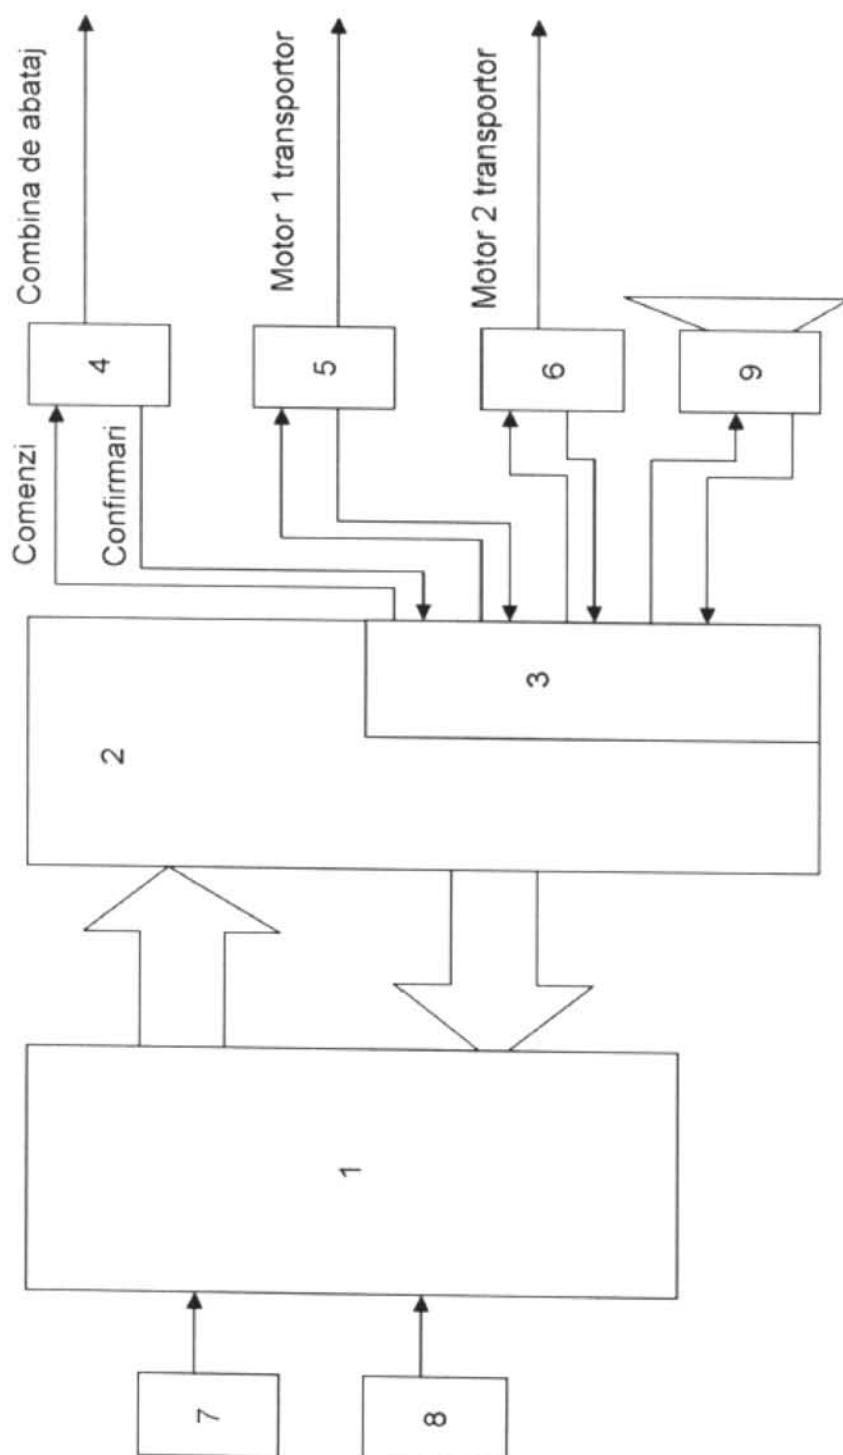 Combina de abataj
Motor 1 transportor
Motor 2 transportor
Comenzi
Confirmari
4
5
6
9
2
3
1
7
8